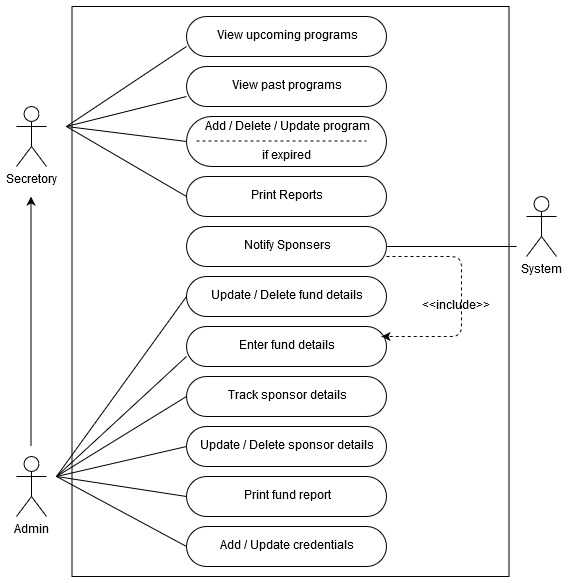 View upcoming programs
View past programs
Add / Delete / Update program
if expired
Secretory
Print Reports
Notify Sponsers
System
Update / Delete fund details
<<include>>
Enter fund details
Track sponsor details
Update / Delete sponsor details
Print fund report
Admin
Add / Update credentials